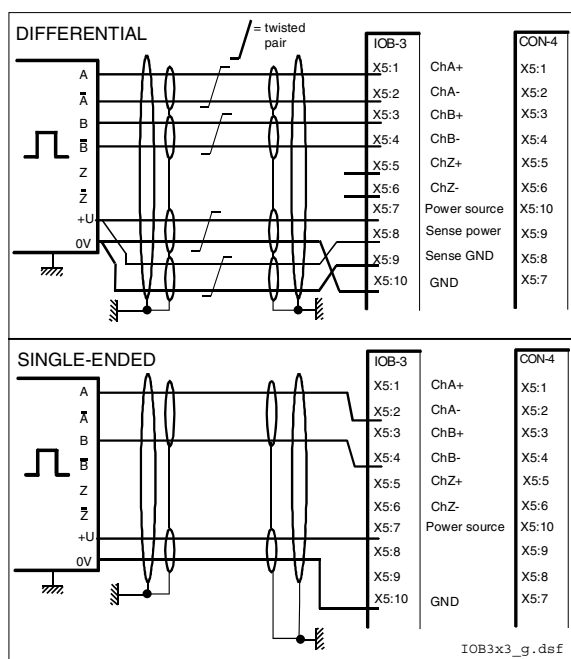 DIFFERENTIAL
= twisted
pair
IOB-3
CON-4
A
X5:1 ChA+ X5:1
A̅
X5:2 ChA- X5:2
B
X5:3 ChB+ X5:3
B̅
X5:4 ChB- X5:4
Z
X5:5 ChZ+ X5:5
Z̅
X5:6 ChZ- X5:6
+U
X5:7 Power source X5:10
0V
X5:8 Sense power X5:9
X5:9 Sense GND X5:8
X5:10 GND X5:7
SINGLE-ENDED
IOB-3
CON-4
A
X5:1 ChA+ X5:1
A̅
X5:2 ChA- X5:2
B
X5:3 ChB+ X5:3
B̅
X5:4 ChB- X5:4
Z
X5:5 ChZ+ X5:5
Z̅
X5:6 ChZ- X5:6
+U
X5:7 Power source X5:10
0V
X5:8 X5:9
X5:9 X5:8
X5:10 GND X5:7
IOB3x3_g.dsf